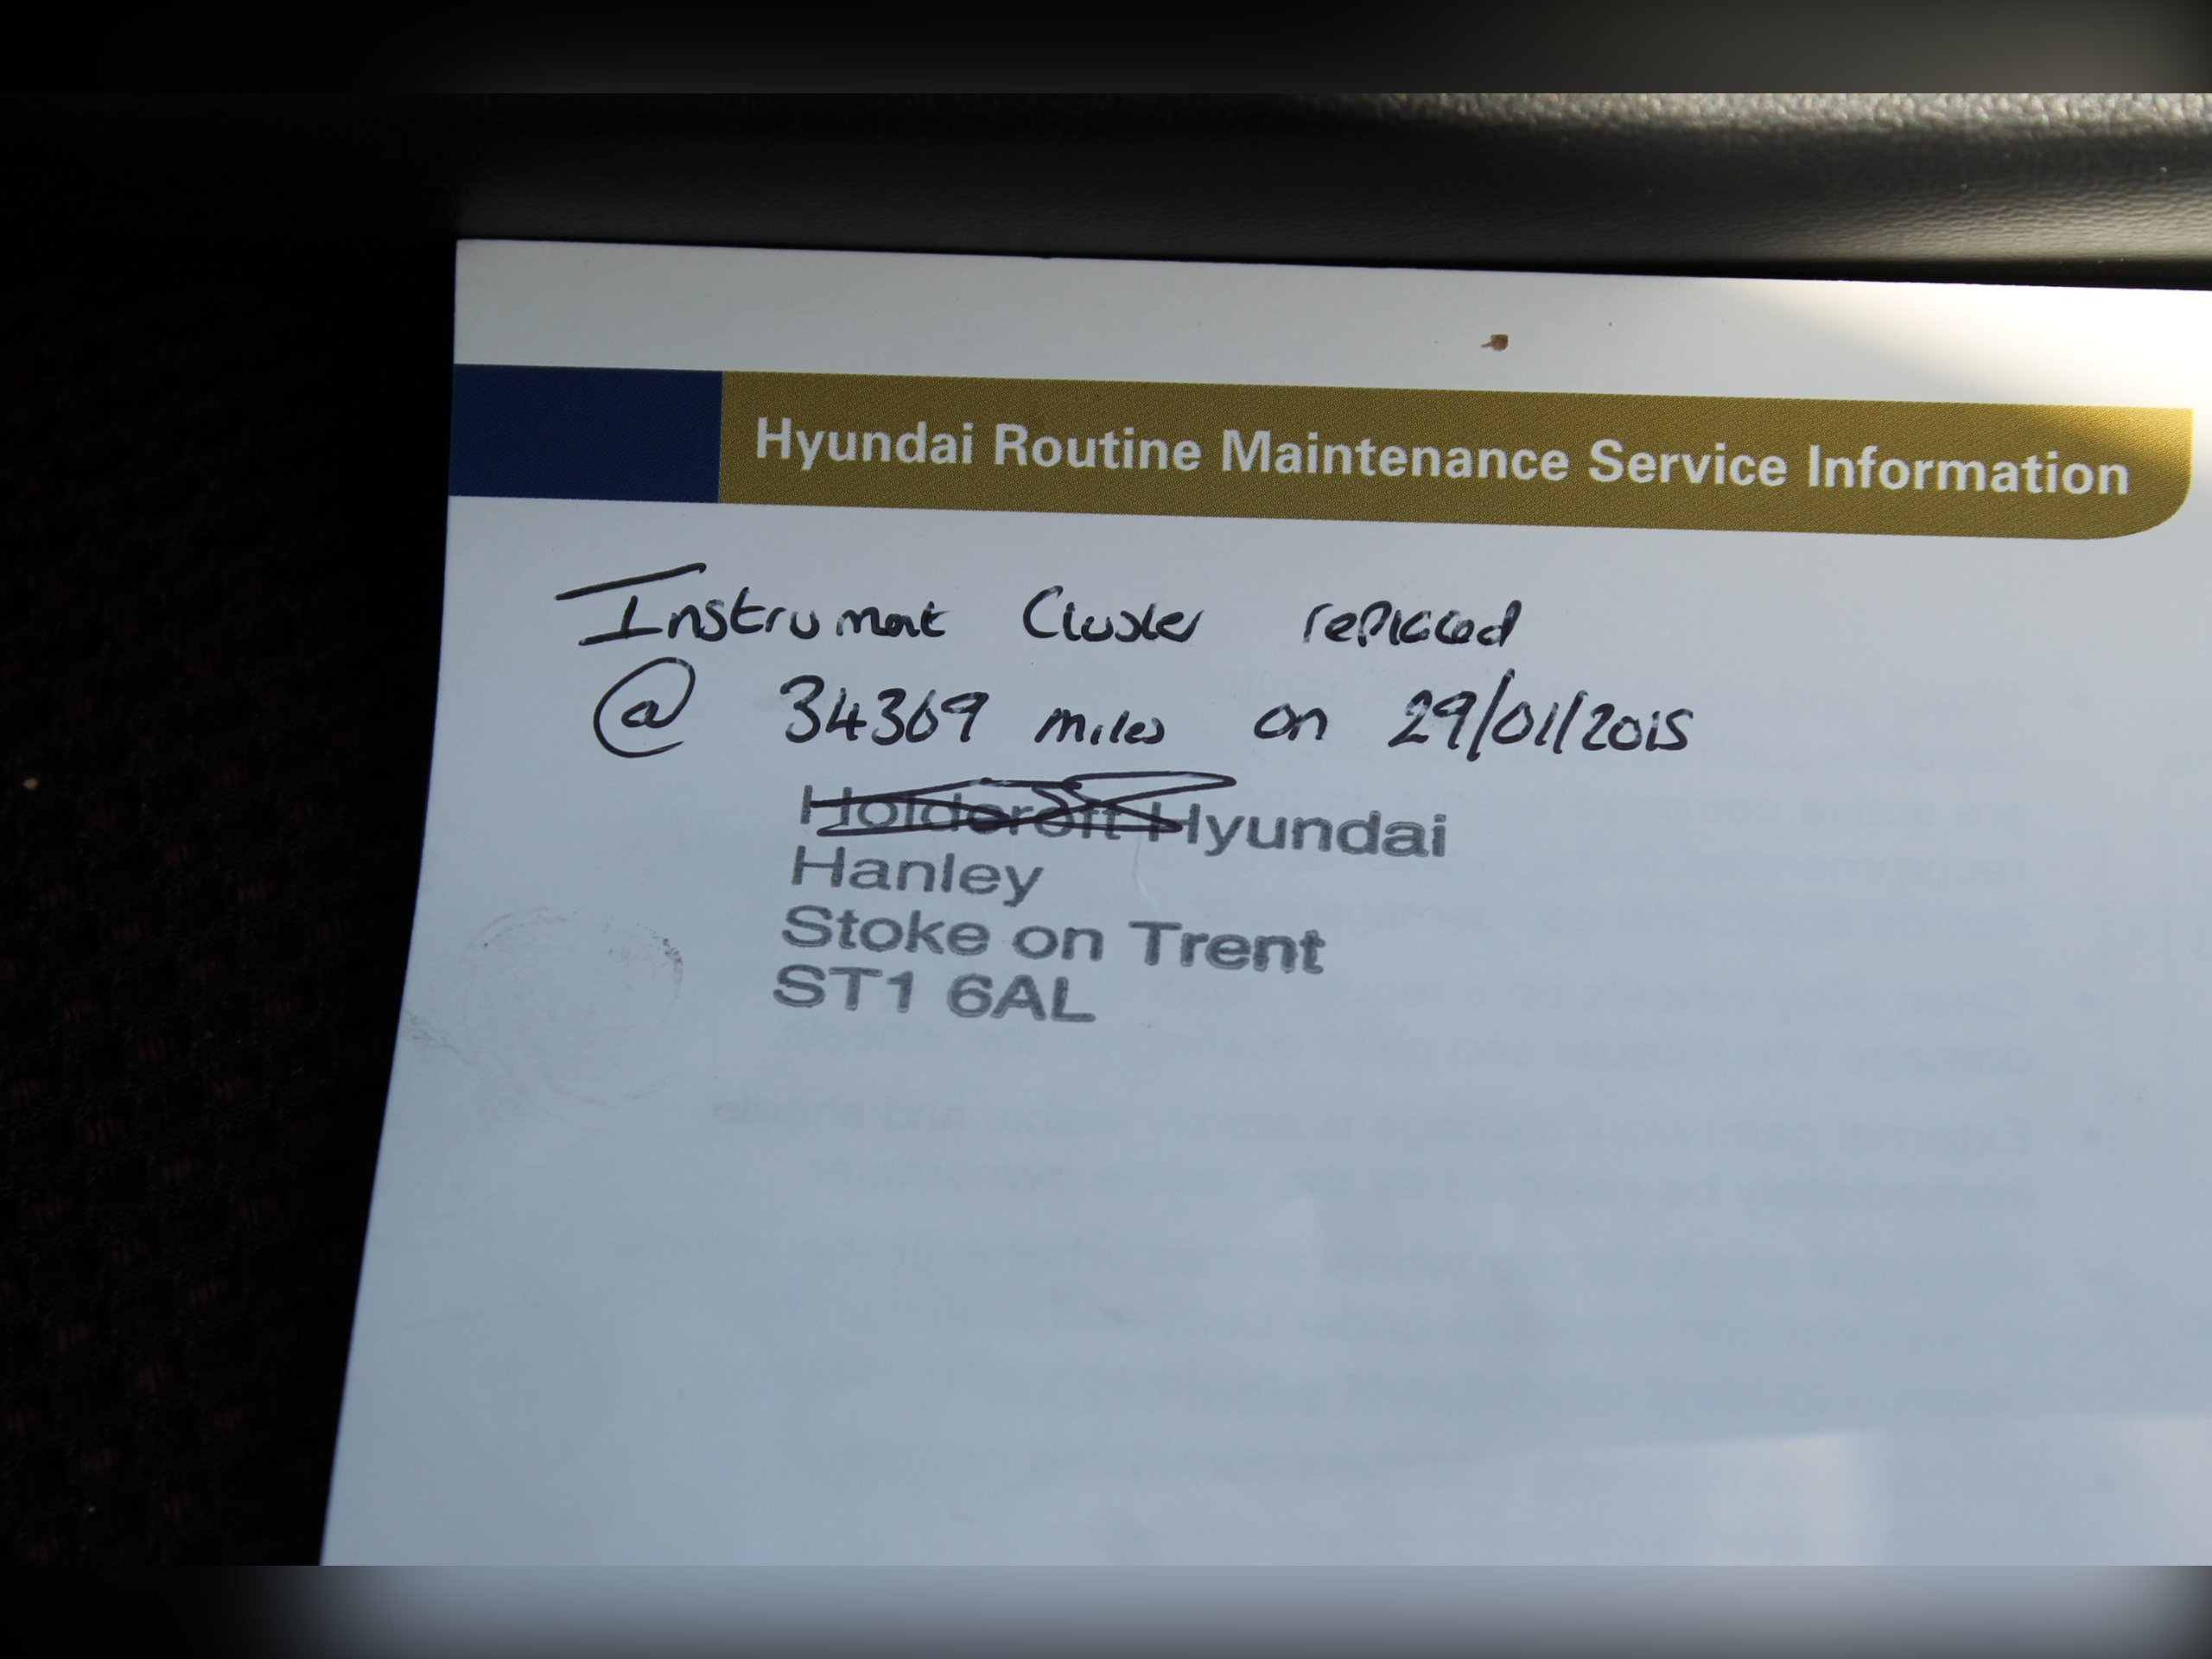 Hyundai Routine Maintenance Service Information
Instrument Cluster replaced
@ 34369 miles on 29/01/2015
Holdcroft Hyundai
Hanley
Stoke on Trent
ST1 6AL